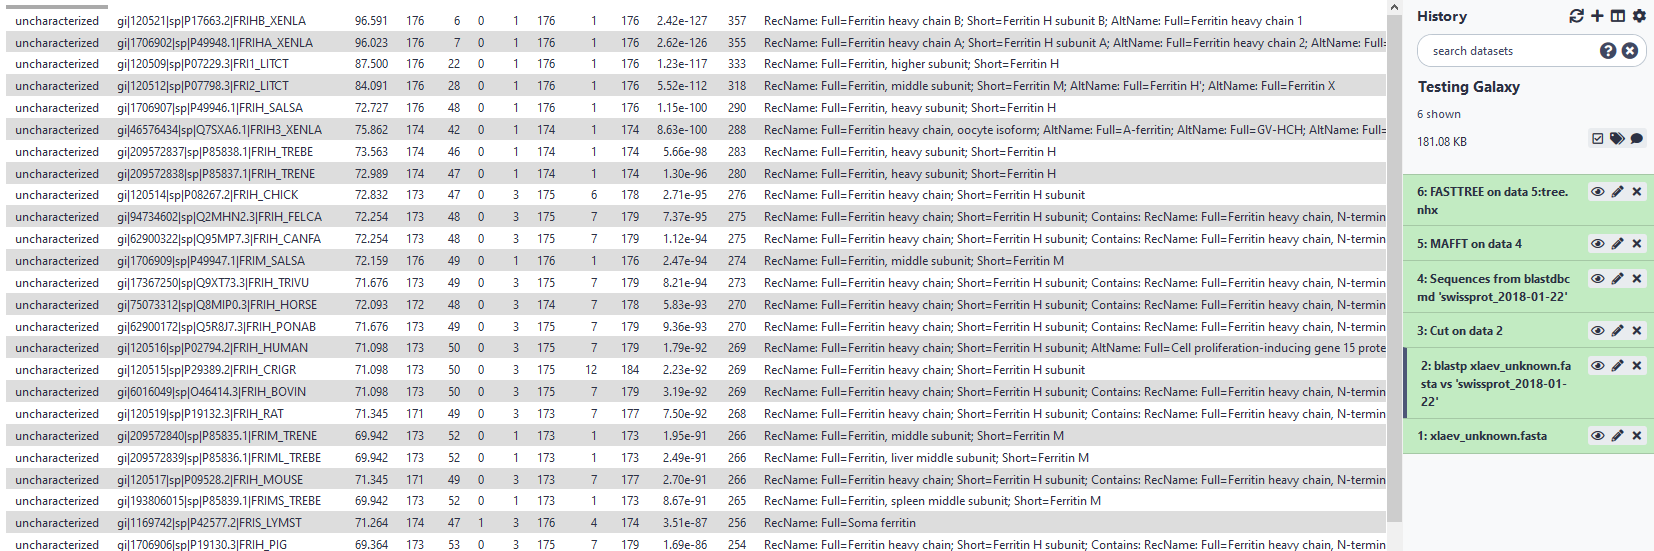 uncharacterized gi|120521|sp|P17663.2|FRIHB_XENLA 96.591 176 6 0 1 176 1 176 2.42e-127 357 RecName: Full=Ferritin heavy chain B; Short=Ferritin H subunit B; AltName: Full=Ferritin heavy chain 1
uncharacterized gi|1706902|sp|P49948.1|FRIHA_XENLA 96.023 176 7 0 1 176 1 176 2.62e-126 355 RecName: Full=Ferritin heavy chain A; Short=Ferritin H subunit A; AltName: Full=Ferritin heavy chain 2; AltName: Full=
uncharacterized gi|120509|sp|P07229.3|FRI1_LITCT 87.500 176 22 0 1 176 1 176 1.23e-117 333 RecName: Full=Ferritin, higher subunit; Short=Ferritin H
uncharacterized gi|120512|sp|P07798.3|FRI2_LITCT 84.091 176 28 0 1 176 1 176 5.52e-112 318 RecName: Full=Ferritin, middle subunit; Short=Ferritin M; AltName: Full=Ferritin H'; AltName: Full=Ferritin X
uncharacterized gi|1706907|sp|P49946.1|FRIH_SALSA 72.727 176 48 0 1 176 1 176 1.15e-100 290 RecName: Full=Ferritin, heavy subunit; Short=Ferritin H
uncharacterized gi|46576434|sp|Q7SXA6.1|FRIH3_XENLA 75.862 174 42 0 1 174 1 174 8.63e-100 288 RecName: Full=Ferritin heavy chain, oocyte isoform; AltName: Full=A-ferritin; AltName: Full=GV-HCH; AltName: Full=
uncharacterized gi|209572837|sp|P85838.1|FRIH_TREBE 73.563 174 46 0 1 174 1 174 5.66e-98 283 RecName: Full=Ferritin, heavy subunit; Short=Ferritin H
uncharacterized gi|209572838|sp|P85837.1|FRIH_TRENE 72.989 174 47 0 1 174 1 174 1.30e-96 280 RecName: Full=Ferritin, heavy subunit; Short=Ferritin H
uncharacterized gi|120514|sp|P08267.2|FRIH_CHICK 72.832 173 47 0 3 175 6 178 2.71e-95 276 RecName: Full=Ferritin heavy chain; Short=Ferritin H subunit
uncharacterized gi|94734602|sp|Q2MHN2.3|FRIH_FELCA 72.254 173 48 0 3 175 7 179 7.37e-95 275 RecName: Full=Ferritin heavy chain; Short=Ferritin H subunit; Contains: RecName: Full=Ferritin heavy chain, N-termin
uncharacterized gi|62900322|sp|Q95MP7.3|FRIH_CANFA 72.254 173 48 0 3 175 7 179 1.12e-94 275 RecName: Full=Ferritin heavy chain; Short=Ferritin H subunit; Contains: RecName: Full=Ferritin heavy chain, N-termin
uncharacterized gi|1706909|sp|P49947.1|FRIM_SALSA 72.159 176 49 0 1 176 1 176 2.47e-94 274 RecName: Full=Ferritin, middle subunit; Short=Ferritin M
uncharacterized gi|17367250|sp|Q9XT73.3|FRIH_TRIVU 71.676 173 49 0 3 175 7 179 8.21e-94 273 RecName: Full=Ferritin heavy chain; Short=Ferritin H subunit; Contains: RecName: Full=Ferritin heavy chain, N-termin
uncharacterized gi|75073312|sp|Q8MIP0.3|FRIH_HORSE 72.093 172 48 0 3 174 7 178 5.83e-93 270 RecName: Full=Ferritin heavy chain; Short=Ferritin H subunit; Contains: RecName: Full=Ferritin heavy chain, N-termin
uncharacterized gi|62900172|sp|Q5R8J7.3|FRIH_PONAB 71.676 173 49 0 3 175 7 179 9.36e-93 270 RecName: Full=Ferritin heavy chain; Short=Ferritin H subunit; Contains: RecName: Full=Ferritin heavy chain, N-termin
uncharacterized gi|120516|sp|P02794.2|FRIH_HUMAN 71.098 173 50 0 3 175 7 179 1.79e-92 269 RecName: Full=Ferritin heavy chain; Short=Ferritin H subunit; AltName: Full=Cell proliferation-inducing gene 15 prote
uncharacterized gi|120515|sp|P29389.2|FRIH_CRIGR 71.098 173 50 0 3 175 12 184 2.23e-92 269 RecName: Full=Ferritin heavy chain; Short=Ferritin H subunit
uncharacterized gi|6016049|sp|O46414.3|FRIH_BOVIN 71.098 173 50 0 3 175 7 179 3.19e-92 269 RecName: Full=Ferritin heavy chain; Short=Ferritin H subunit; Contains: RecName: Full=Ferritin heavy chain, N-termin
uncharacterized gi|120519|sp|P19132.3|FRIH_RAT 71.345 171 49 0 3 173 7 177 7.50e-92 268 RecName: Full=Ferritin heavy chain; Short=Ferritin H subunit; Contains: RecName: Full=Ferritin heavy chain, N-termin
uncharacterized gi|209572840|sp|P85835.1|FRIM_TRENE 69.942 173 52 0 1 173 1 173 1.95e-91 266 RecName: Full=Ferritin, middle subunit; Short=Ferritin M
uncharacterized gi|209572839|sp|P85836.1|FRIML_TREBE 69.942 173 52 0 1 173 1 173 2.49e-91 266 RecName: Full=Ferritin, liver middle subunit; Short=Ferritin M
uncharacterized gi|120517|sp|P09528.2|FRIH_MOUSE 71.345 171 49 0 3 173 7 177 2.70e-91 266 RecName: Full=Ferritin heavy chain; Short=Ferritin H subunit; Contains: RecName: Full=Ferritin heavy chain, N-termin
uncharacterized gi|193806015|sp|P85839.1|FRIMS_TREBE 69.942 173 52 0 1 173 1 173 8.67e-91 265 RecName: Full=Ferritin, spleen middle subunit; Short=Ferritin M
uncharacterized gi|1169742|sp|P42577.2|FRIS_LYMST 71.264 174 47 1 3 176 4 174 3.51e-87 256 RecName: Full=Soma ferritin
uncharacterized gi|1706906|sp|P19130.3|FRIH_PIG 69.364 173 53 0 3 175 7 179 1.69e-86 254 RecName: Full=Ferritin heavy chain; Short=Ferritin H subunit; Contains: RecName: Full=Ferritin heavy chain, N-termin
History
search datasets
Testing Galaxy
6 shown
181.08 KB
6: FASTTREE on data 5:tree.
nhx
5: MAFFT on data 4
4: Sequences from blastdbc
md 'swissprot_2018-01-22'
3: Cut on data 2
2: blastp xlaev_unknown.fa
sta vs 'swissprot_2018-01-
22'
1: xlaev_unknown.fasta